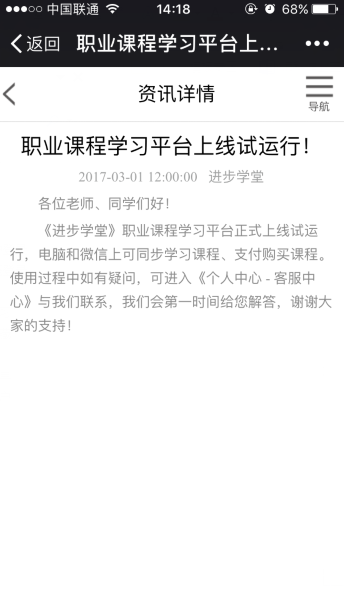 中国联通 14:18 68%
返回 职业课程学习平台上...
资讯详情
导航
职业课程学习平台上线试运行！
2017-03-01 12:00:00 进步学堂
各位老师、同学们好！
《进步学堂》职业课程学习平台正式上线试运
行，电脑和微信上可同步学习课程、支付购买课程。
使用过程中如有疑问，可进入《个人中心 - 客服中
心》与我们联系，我们会第一时间给您解答，谢谢大
家的支持！